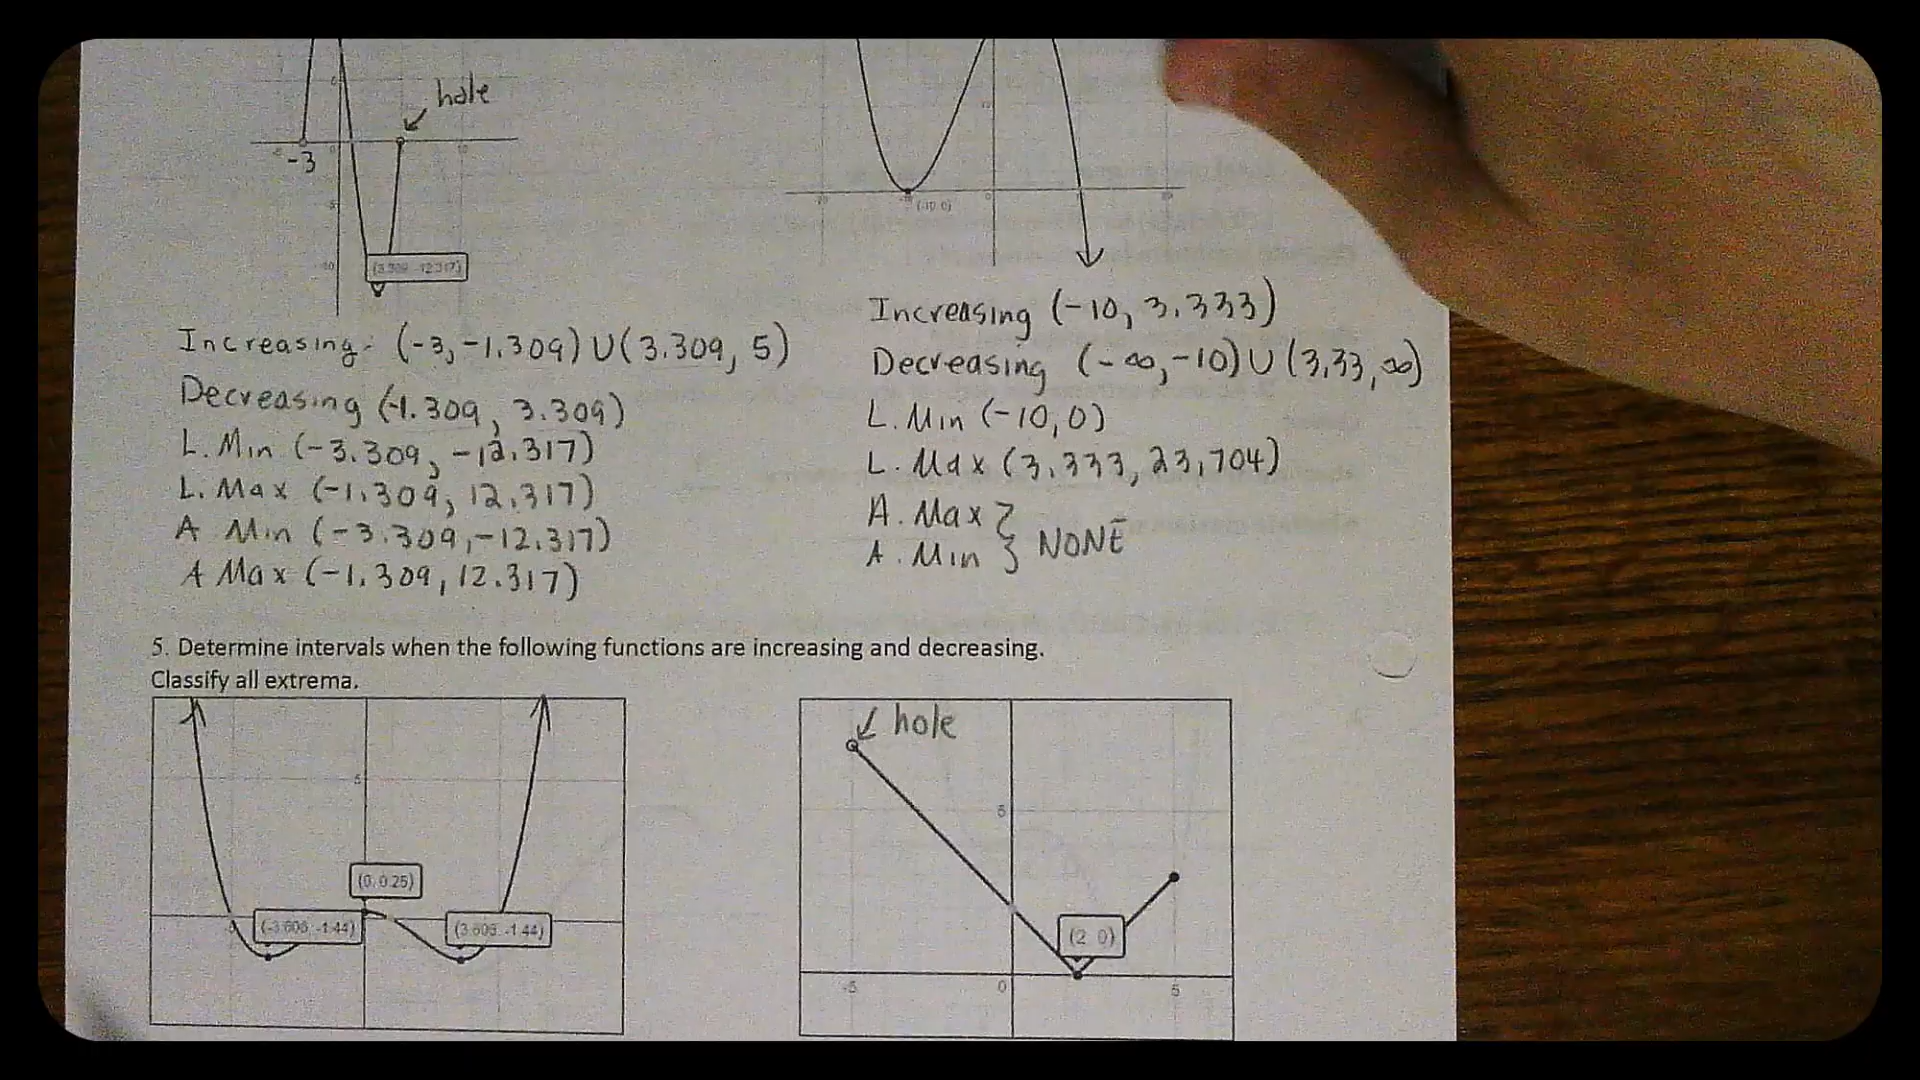 hole
-3
(3.309, -12.317)
-10
(-10, 0)
0
Increasing: (-3,-1.309) U (3.309, 5)
Decreasing (-1.309, 3.309)
L. Min (-3.309, -12.317)
L. Max (-1.309, 12.317)
A Min (-3.309, -12.317)
A Max (-1.309, 12.317)
Increasing (-10, 3.333)
Decreasing (-∞, -10) U (3.33, ∞)
L. Min (-10, 0)
L. Max (3.333, 23,704)
A. Max }
A. Min } NONE
5. Determine intervals when the following functions are increasing and decreasing.
Classify all extrema.
5
(0, 0.25)
(-3.606, -1.44)
(3.606, -1.44)
hole
5
(2, 0)
-5
0
5